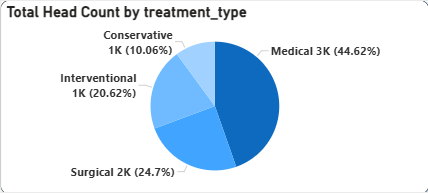 Total Head Count by treatment_type
Conservative
1K (10.06%)
Medical 3K (44.62%)
Interventional
1K (20.62%)
Surgical 2K (24.7%)